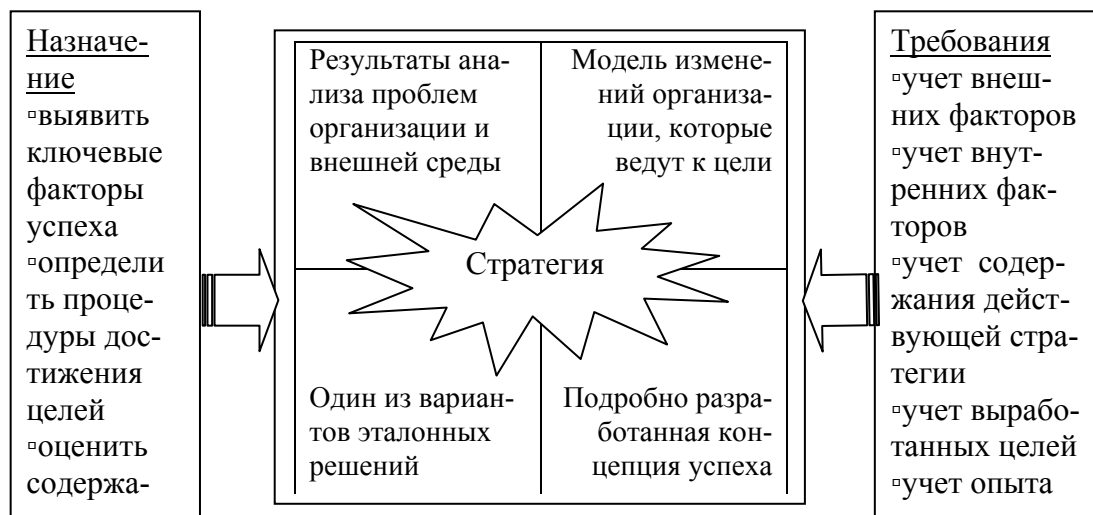 Назначе-
ние
▫выявить
ключевые
факторы
успеха
▫определи
ть проце-
дуры дос-
тижения
целей
▫оценить
содержа-
Результаты ана-
лиза проблем
организации и
внешней среды
Модель измене-
ний организа-
ции, которые
ведут к цели
Стратегия
Один из вариан-
тов эталонных
решений
Подробно разра-
ботанная кон-
цепция успеха
Требования
▫учет внеш-
них факторов
▫учет внут-
ренних фак-
торов
▫учет содер-
жания дейст-
вующей стра-
тегии
▫учет вырабо-
танных целей
▫учет опыта